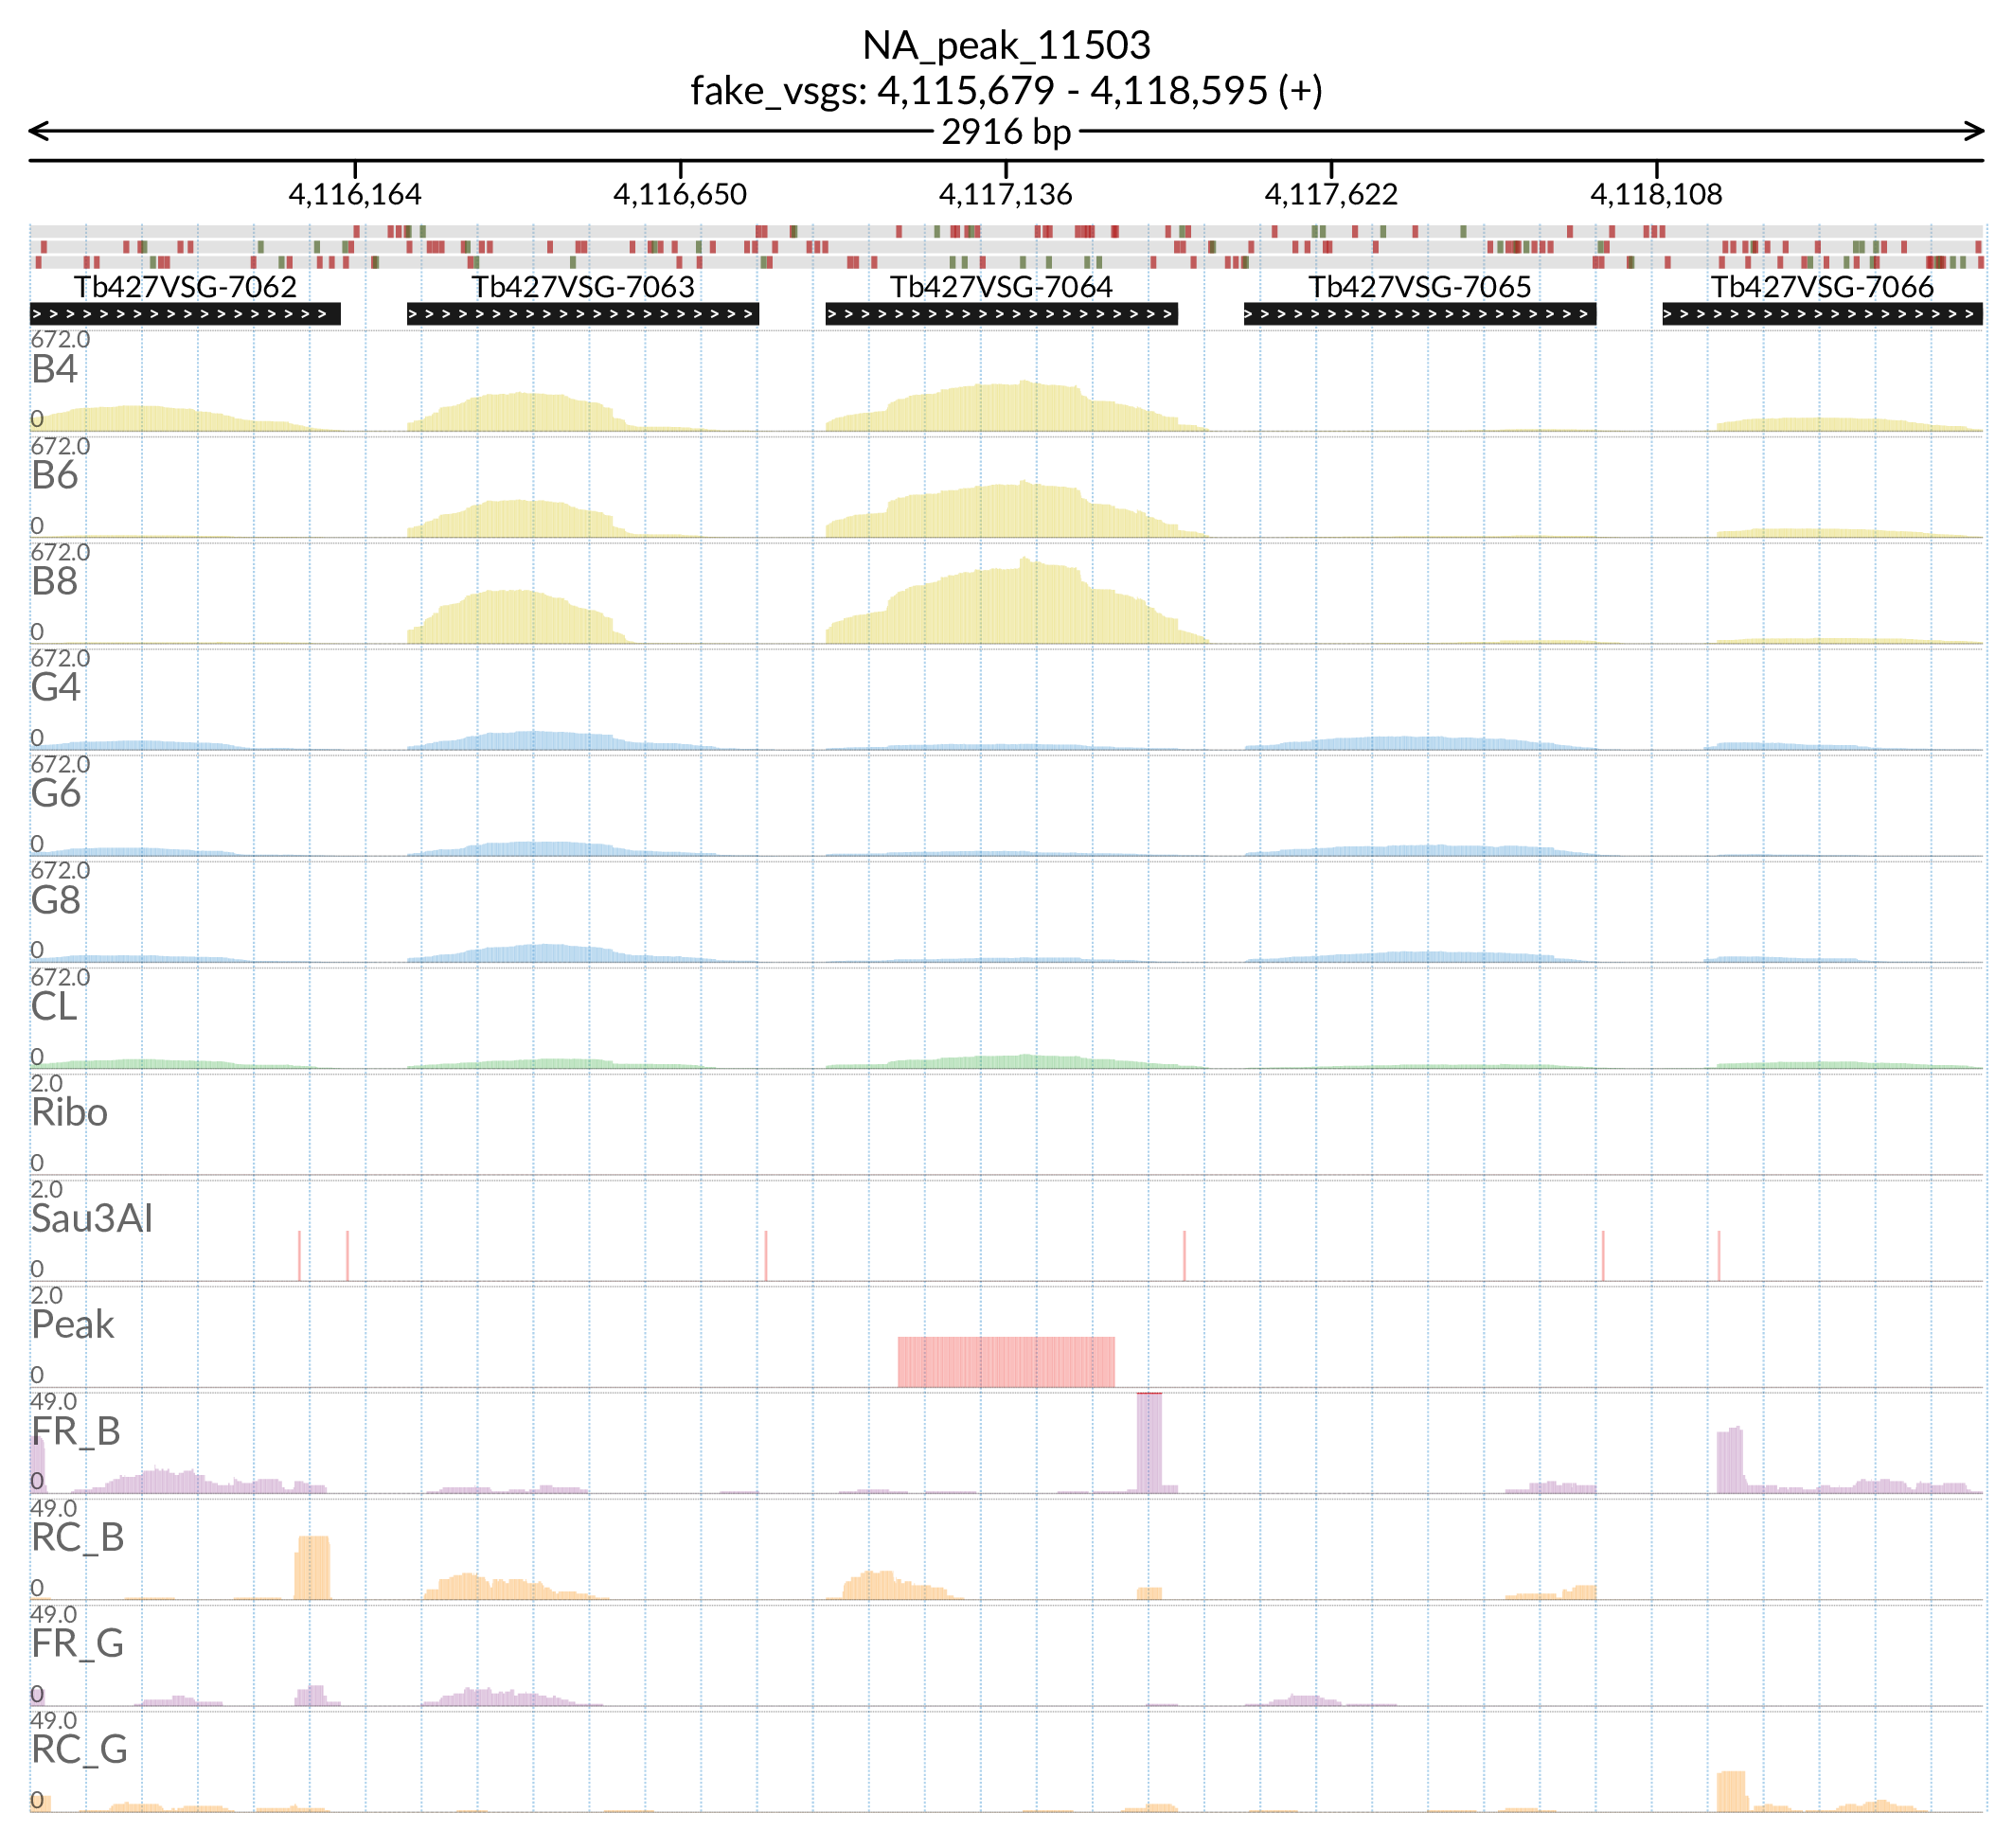 NA_peak_11503
fake_vsgs: 4,115,679 - 4,118,595 (+)
2916 bp
4,116,164 4,116,650 4,117,136 4,117,622 4,118,108
Tb427VSG-7062 Tb427VSG-7063 Tb427VSG-7064 Tb427VSG-7065 Tb427VSG-7066
672.0
B4
0
672.0
B6
0
672.0
B8
0
672.0
G4
0
672.0
G6
0
672.0
G8
0
672.0
CL
0
2.0
Ribo
0
2.0
Sau3AI
0
2.0
Peak
0
49.0
FR_B
0
49.0
RC_B
0
49.0
FR_G
0
49.0
RC_G
0